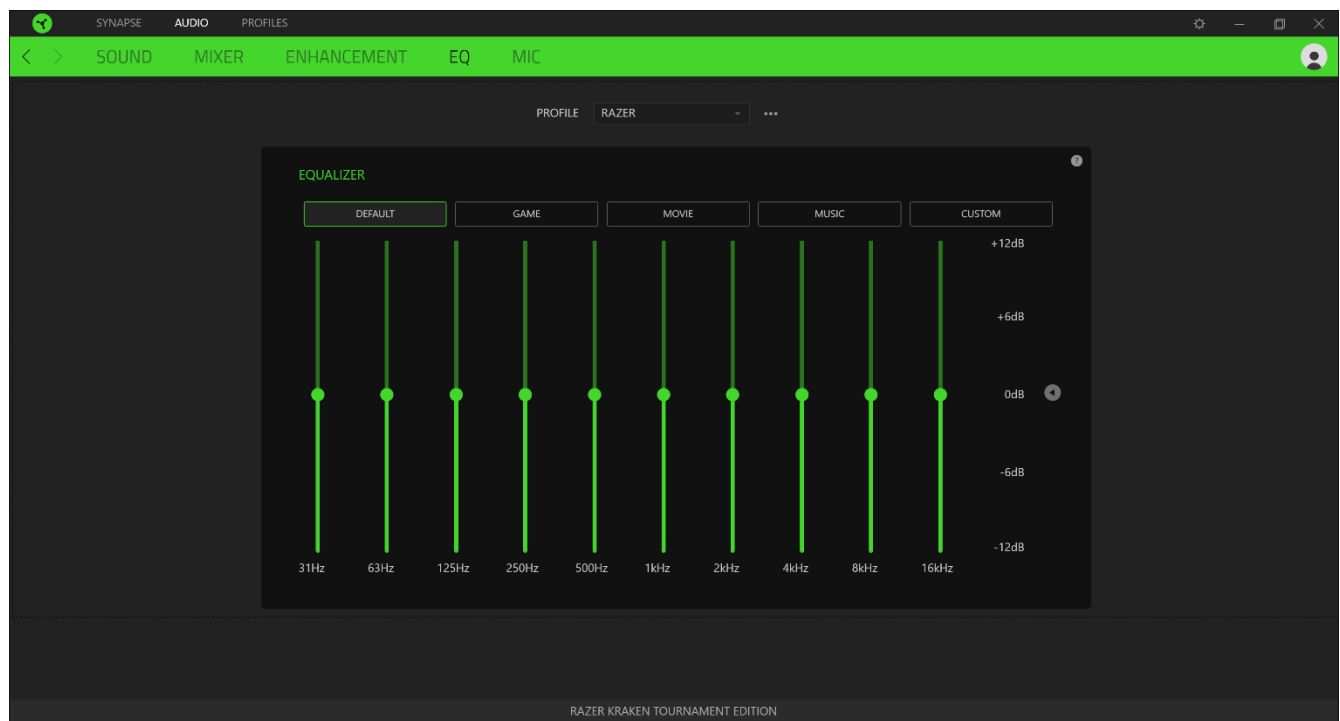 SYNAPSE AUDIO PROFILES
SOUND MIXER ENHANCEMENT EQ MIC
PROFILE RAZER
EQUALIZER
?
DEFAULT GAME MOVIE MUSIC CUSTOM
+12dB
+6dB
0dB
-6dB
-12dB
31Hz 63Hz 125Hz 250Hz 500Hz 1kHz 2kHz 4kHz 8kHz 16kHz
RAZER KRAKEN TOURNAMENT EDITION